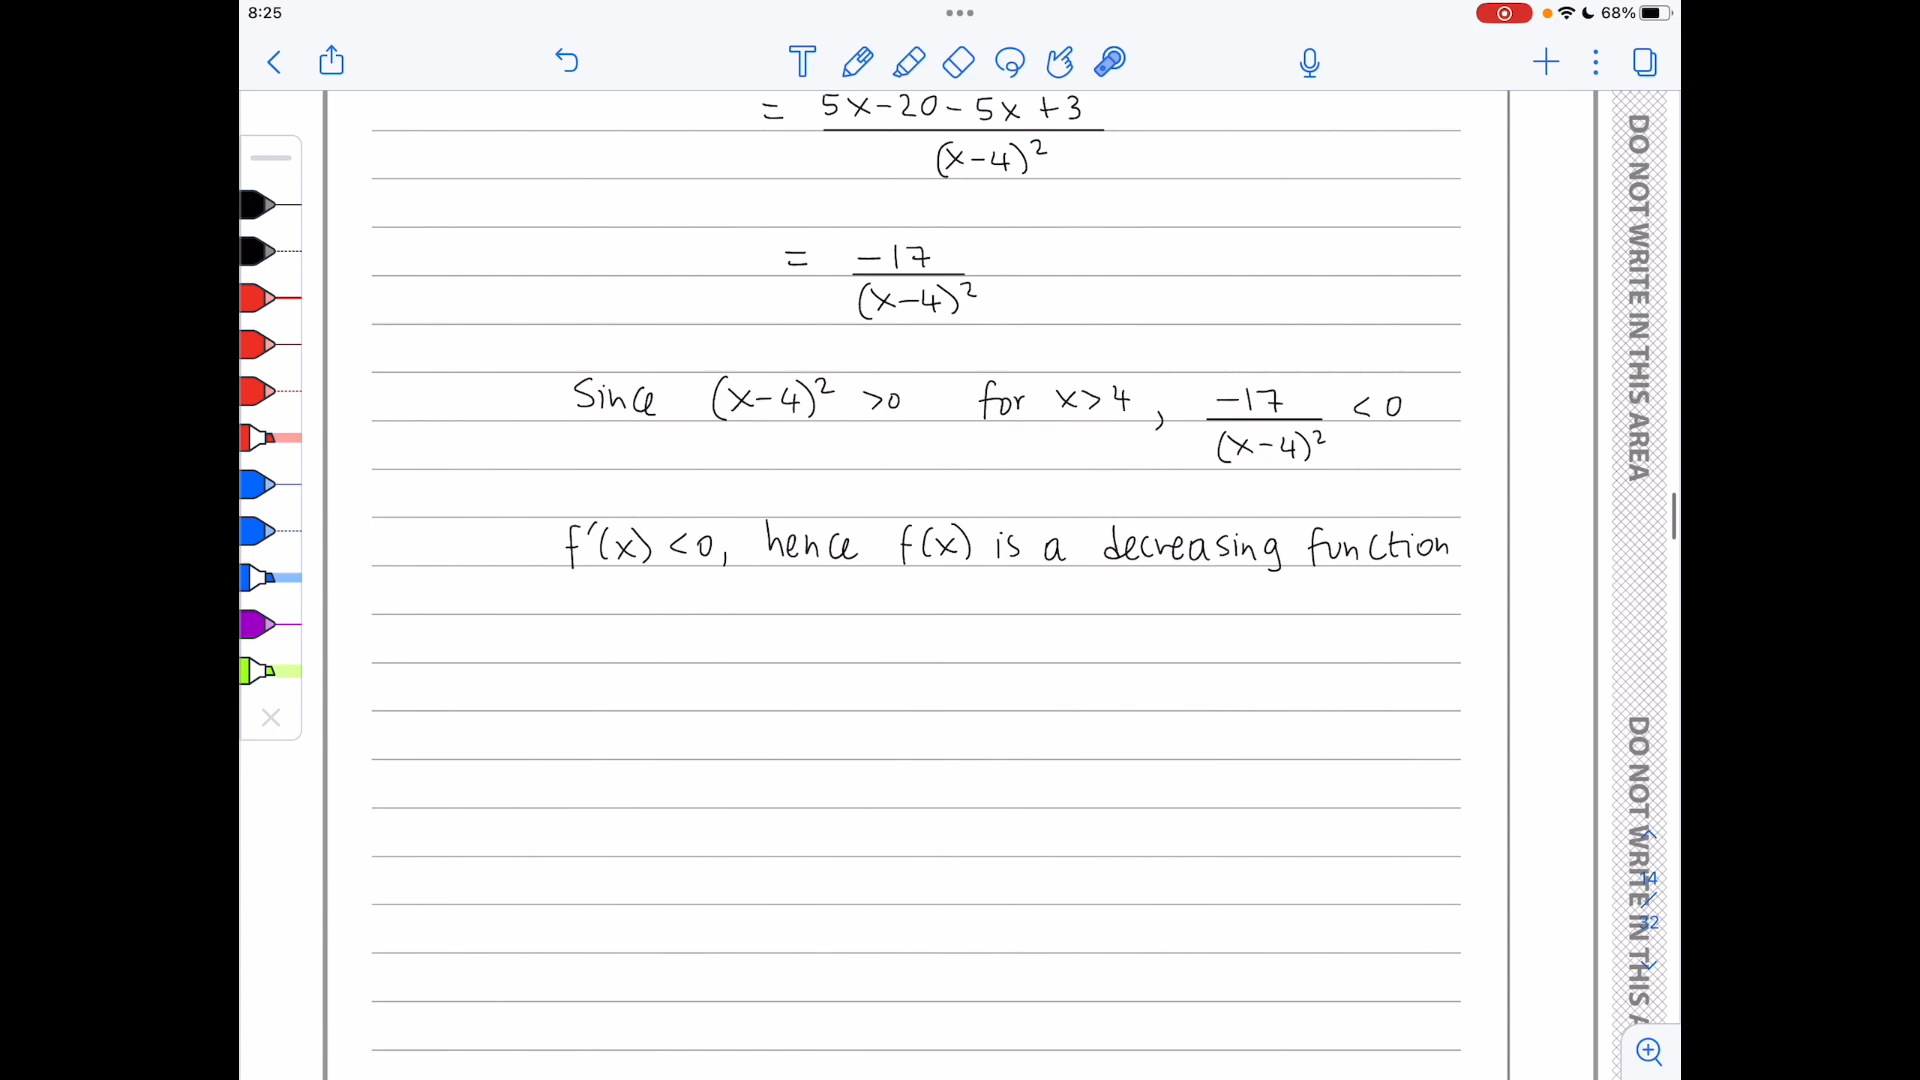 8:25
68%
= 5x-20-5x+3
(x-4)²
= -17
(x-4)²
Since (x-4)² >0 for x>4, -17 < 0
(x-4)²
f'(x) <0, hence f(x) is a decreasing function
DO NOT WRITE IN THIS AREA
DO NOT WRITE IN THIS A
14
/
32